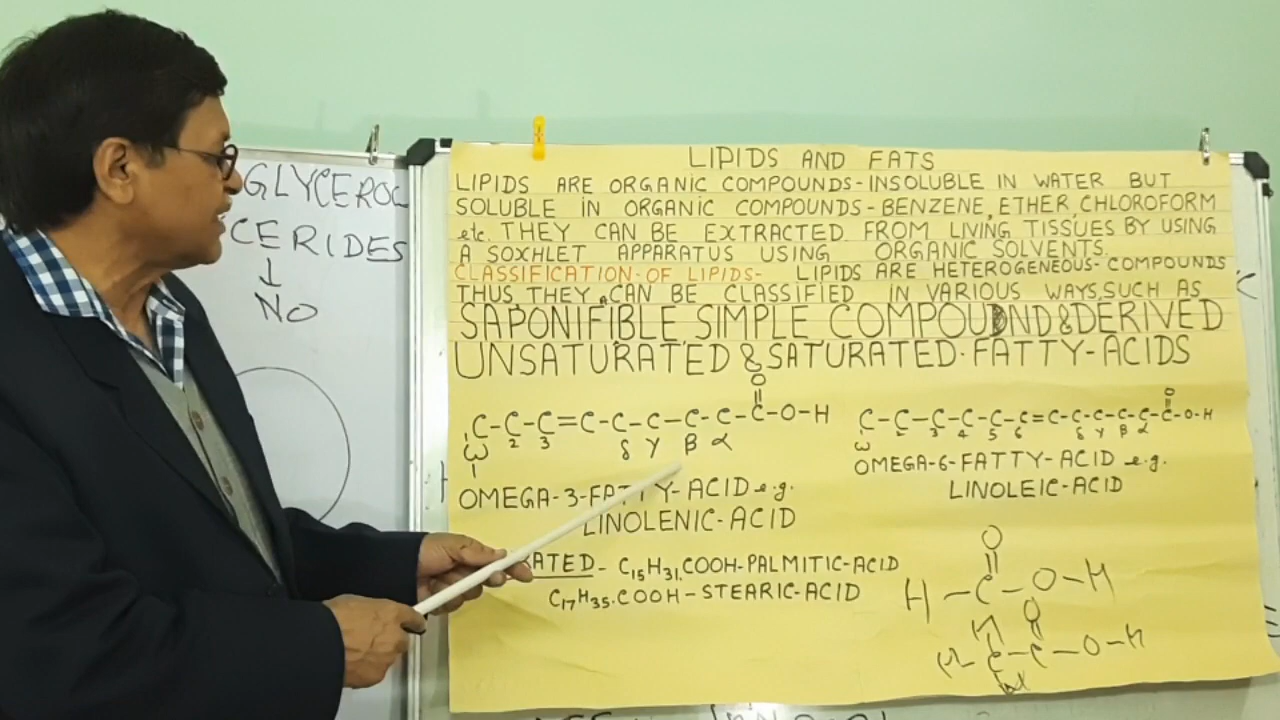 GLYCEROL
CERIDES
↓
NO
LIPIDS AND FATS
LIPIDS ARE ORGANIC COMPOUNDS-INSOLUBLE IN WATER BUT
SOLUBLE IN ORGANIC COMPOUNDS-BENZENE, ETHER, CHLOROFORM
etc. THEY CAN BE EXTRACTED FROM LIVING TISSUES BY USING
A SOXHLET APPARATUS USING ORGANIC SOLVENTS.
CLASSIFICATION-OF LIPIDS- LIPIDS ARE HETEROGENEOUS-COMPOUNDS
THUS THEY CAN BE CLASSIFIED IN VARIOUS WAYS, SUCH AS
SAPONIFIBLE, SIMPLE COMPOUND & DERIVED
UNSATURATED & SATURATED-FATTY-ACIDS
O
C-C-C=C-C-C-C-C-C-O-H
ω 2 3 δ γ β α
1
OMEGA-3-FATTY-ACID e.g.
LINOLENIC-ACID
O
C-C-C-C-C-C=C-C-C-C-C-C-O-H
ω 2 3 4 5 6 δ γ β α
OMEGA-6-FATTY-ACID e.g.
LINOLEIC-ACID
RATED- C15H31.COOH-PALMITIC-ACID
C17H35.COOH-STEARIC-ACID
O
H-C-O-H
O
H
C-C-O-H
H